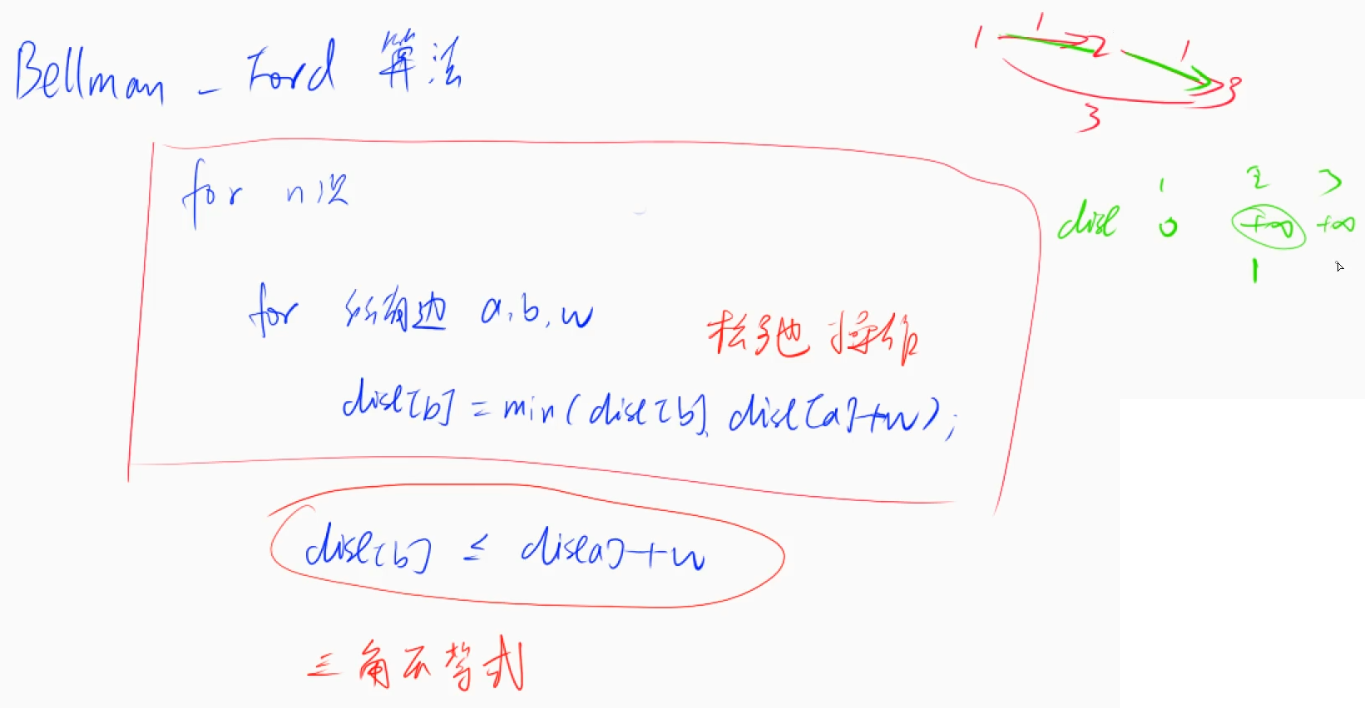 Bellman - Ford 算法
for n次
for 所有边 a,b,w
松弛操作
dist[b] = min(dist[b], dist[a]+w);
dist[b] ≤ dist[a]+w
三角不等式
1 1 2 1 3
3
1 2 3
dist 0 +∞ +∞
1